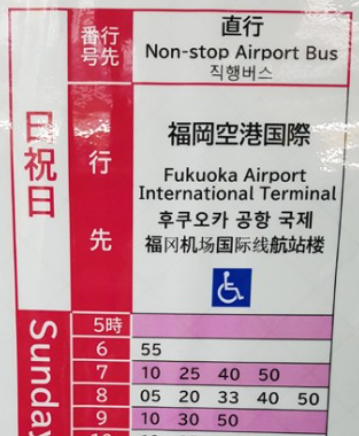 日祝日
Sunday
行先番号
直行
Non-stop Airport Bus
직행버스
行先
福岡空港国際
Fukuoka Airport
International Terminal
후쿠오카 공항 국제
福冈机场国际线航站楼
5時
6 55
7 10 25 40 50
8 05 20 33 40 50
9 10 30 50